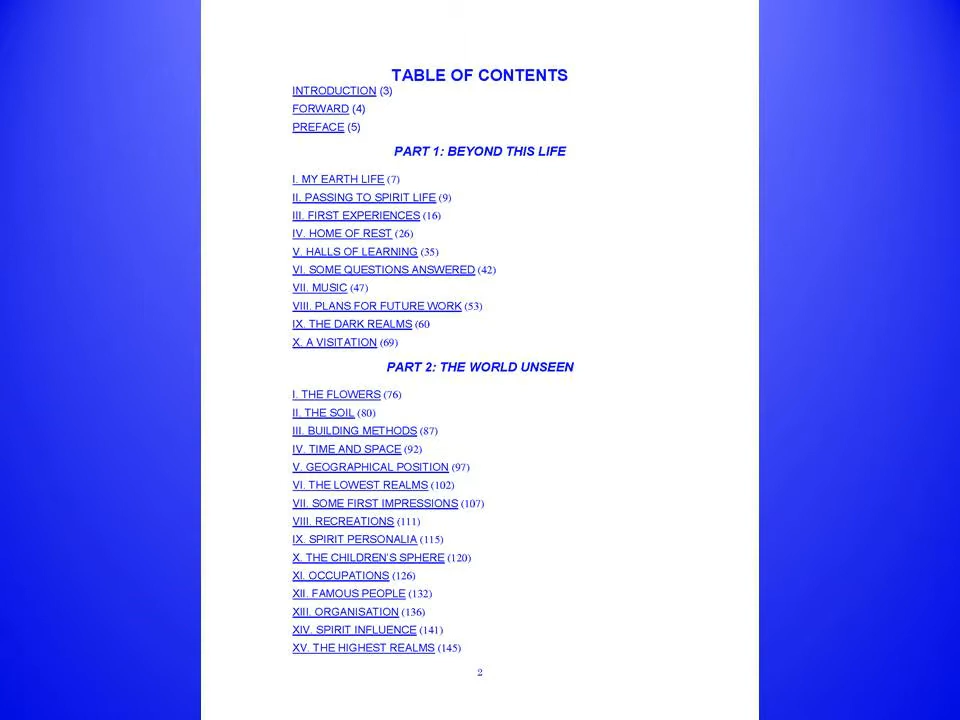 TABLE OF CONTENTS
INTRODUCTION (3)
FORWARD (4)
PREFACE (5)
PART 1: BEYOND THIS LIFE
I. MY EARTH LIFE (7)
II. PASSING TO SPIRIT LIFE (9)
III. FIRST EXPERIENCES (16)
IV. HOME OF REST (26)
V. HALLS OF LEARNING (35)
VI. SOME QUESTIONS ANSWERED (42)
VII. MUSIC (47)
VIII. PLANS FOR FUTURE WORK (53)
IX. THE DARK REALMS (60
X. A VISITATION (69)
PART 2: THE WORLD UNSEEN
I. THE FLOWERS (76)
II. THE SOIL (80)
III. BUILDING METHODS (87)
IV. TIME AND SPACE (92)
V. GEOGRAPHICAL POSITION (97)
VI. THE LOWEST REALMS (102)
VII. SOME FIRST IMPRESSIONS (107)
VIII. RECREATIONS (111)
IX. SPIRIT PERSONALIA (115)
X. THE CHILDREN'S SPHERE (120)
XI. OCCUPATIONS (126)
XII. FAMOUS PEOPLE (132)
XIII. ORGANISATION (136)
XIV. SPIRIT INFLUENCE (141)
XV. THE HIGHEST REALMS (145)
2